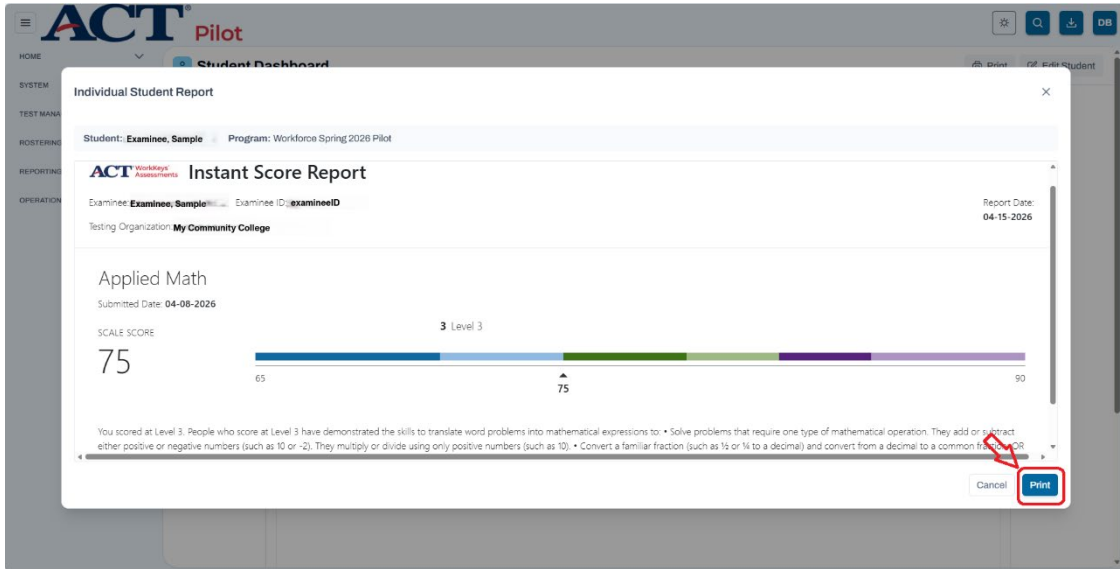 ACT® Pilot
DB
HOME
Student Dashboard
Print Edit Student
SYSTEM
Individual Student Report
TEST MANA
ROSTERING
Student: Examinee, Sample Program: Workforce Spring 2026 Pilot
REPORTING
ACT WorkKeys® Assessments Instant Score Report
OPERATION
Examinee: Examinee, Sample Examinee ID: examineeID
Report Date:
04-15-2026
Testing Organization: My Community College
Applied Math
Submitted Date: 04-08-2026
SCALE SCORE
3 Level 3
75
65
75
90
You scored at Level 3. People who score at Level 3 have demonstrated the skills to translate word problems into mathematical expressions to: • Solve problems that require one type of mathematical operation. They add or subtract
either positive or negative numbers (such as 10 or -2). They multiply or divide using only positive numbers (such as 10). • Convert a familiar fraction (such as ½ or ¼ to a decimal) and convert from a decimal to a common fraction; OR
Cancel Print